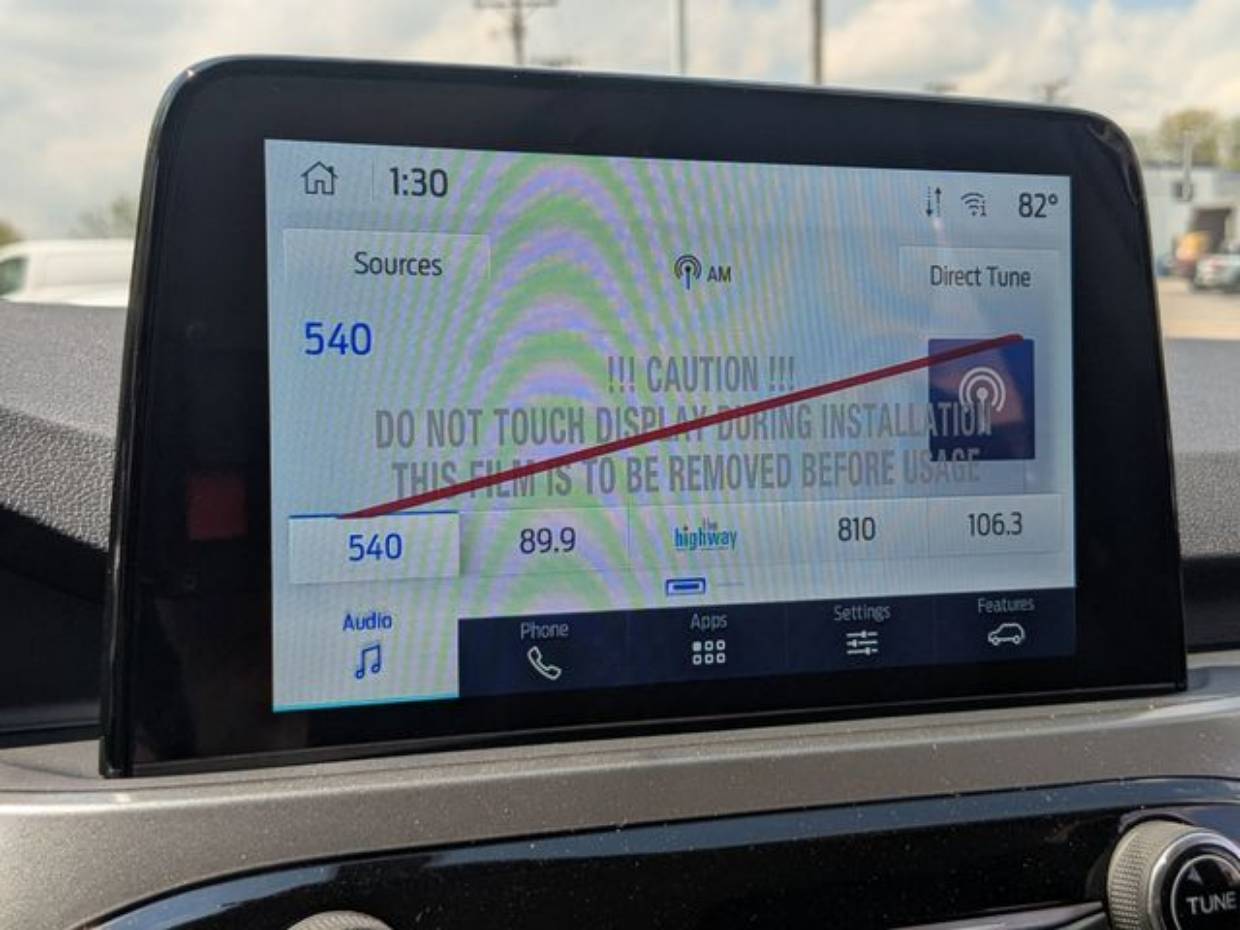 1:30
82°
Sources
AM
Direct Tune
540
!!! CAUTION !!!
DO NOT TOUCH DISPLAY DURING INSTALLATION
THIS FILM IS TO BE REMOVED BEFORE USAGE
540
89.9
the highway
810
106.3
Audio
Phone
Apps
Settings
Features
TUNE